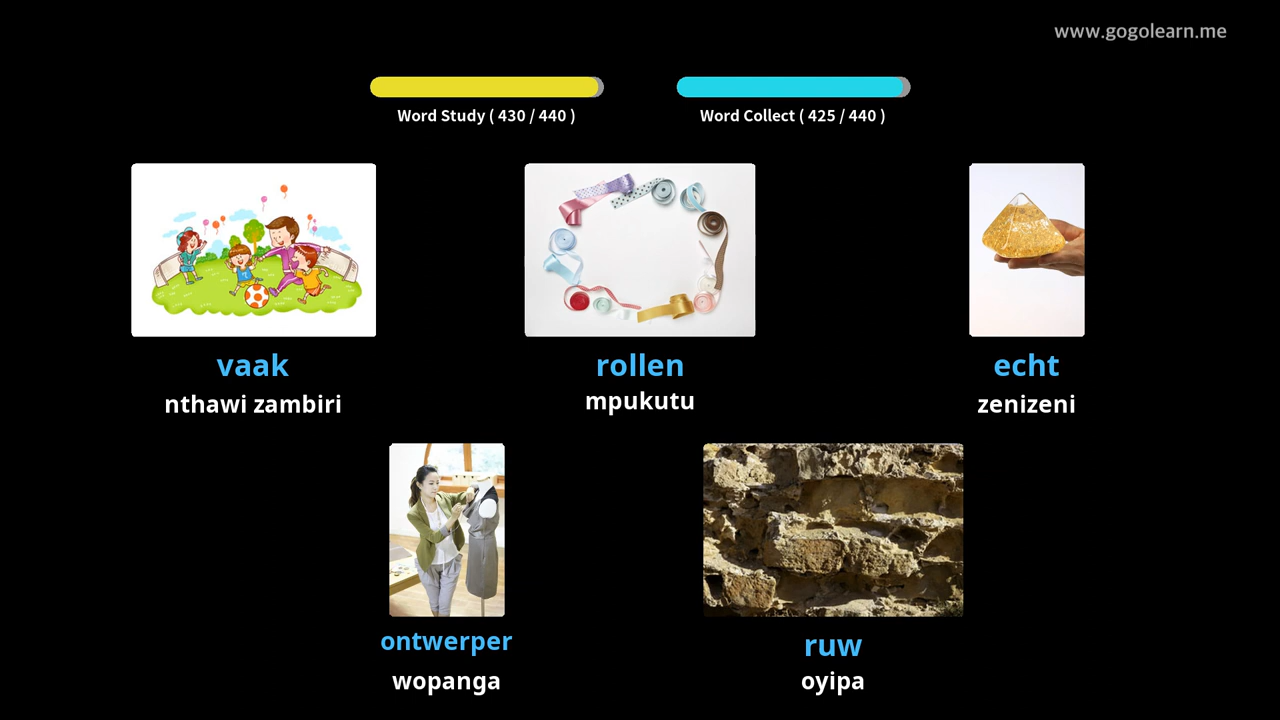 www.gogolearn.me
Word Study ( 430 / 440 )
Word Collect ( 425 / 440 )
vaak
nthawi zambiri
rollen
mpukutu
echt
zenizeni
ontwerper
wopanga
ruw
oyipa